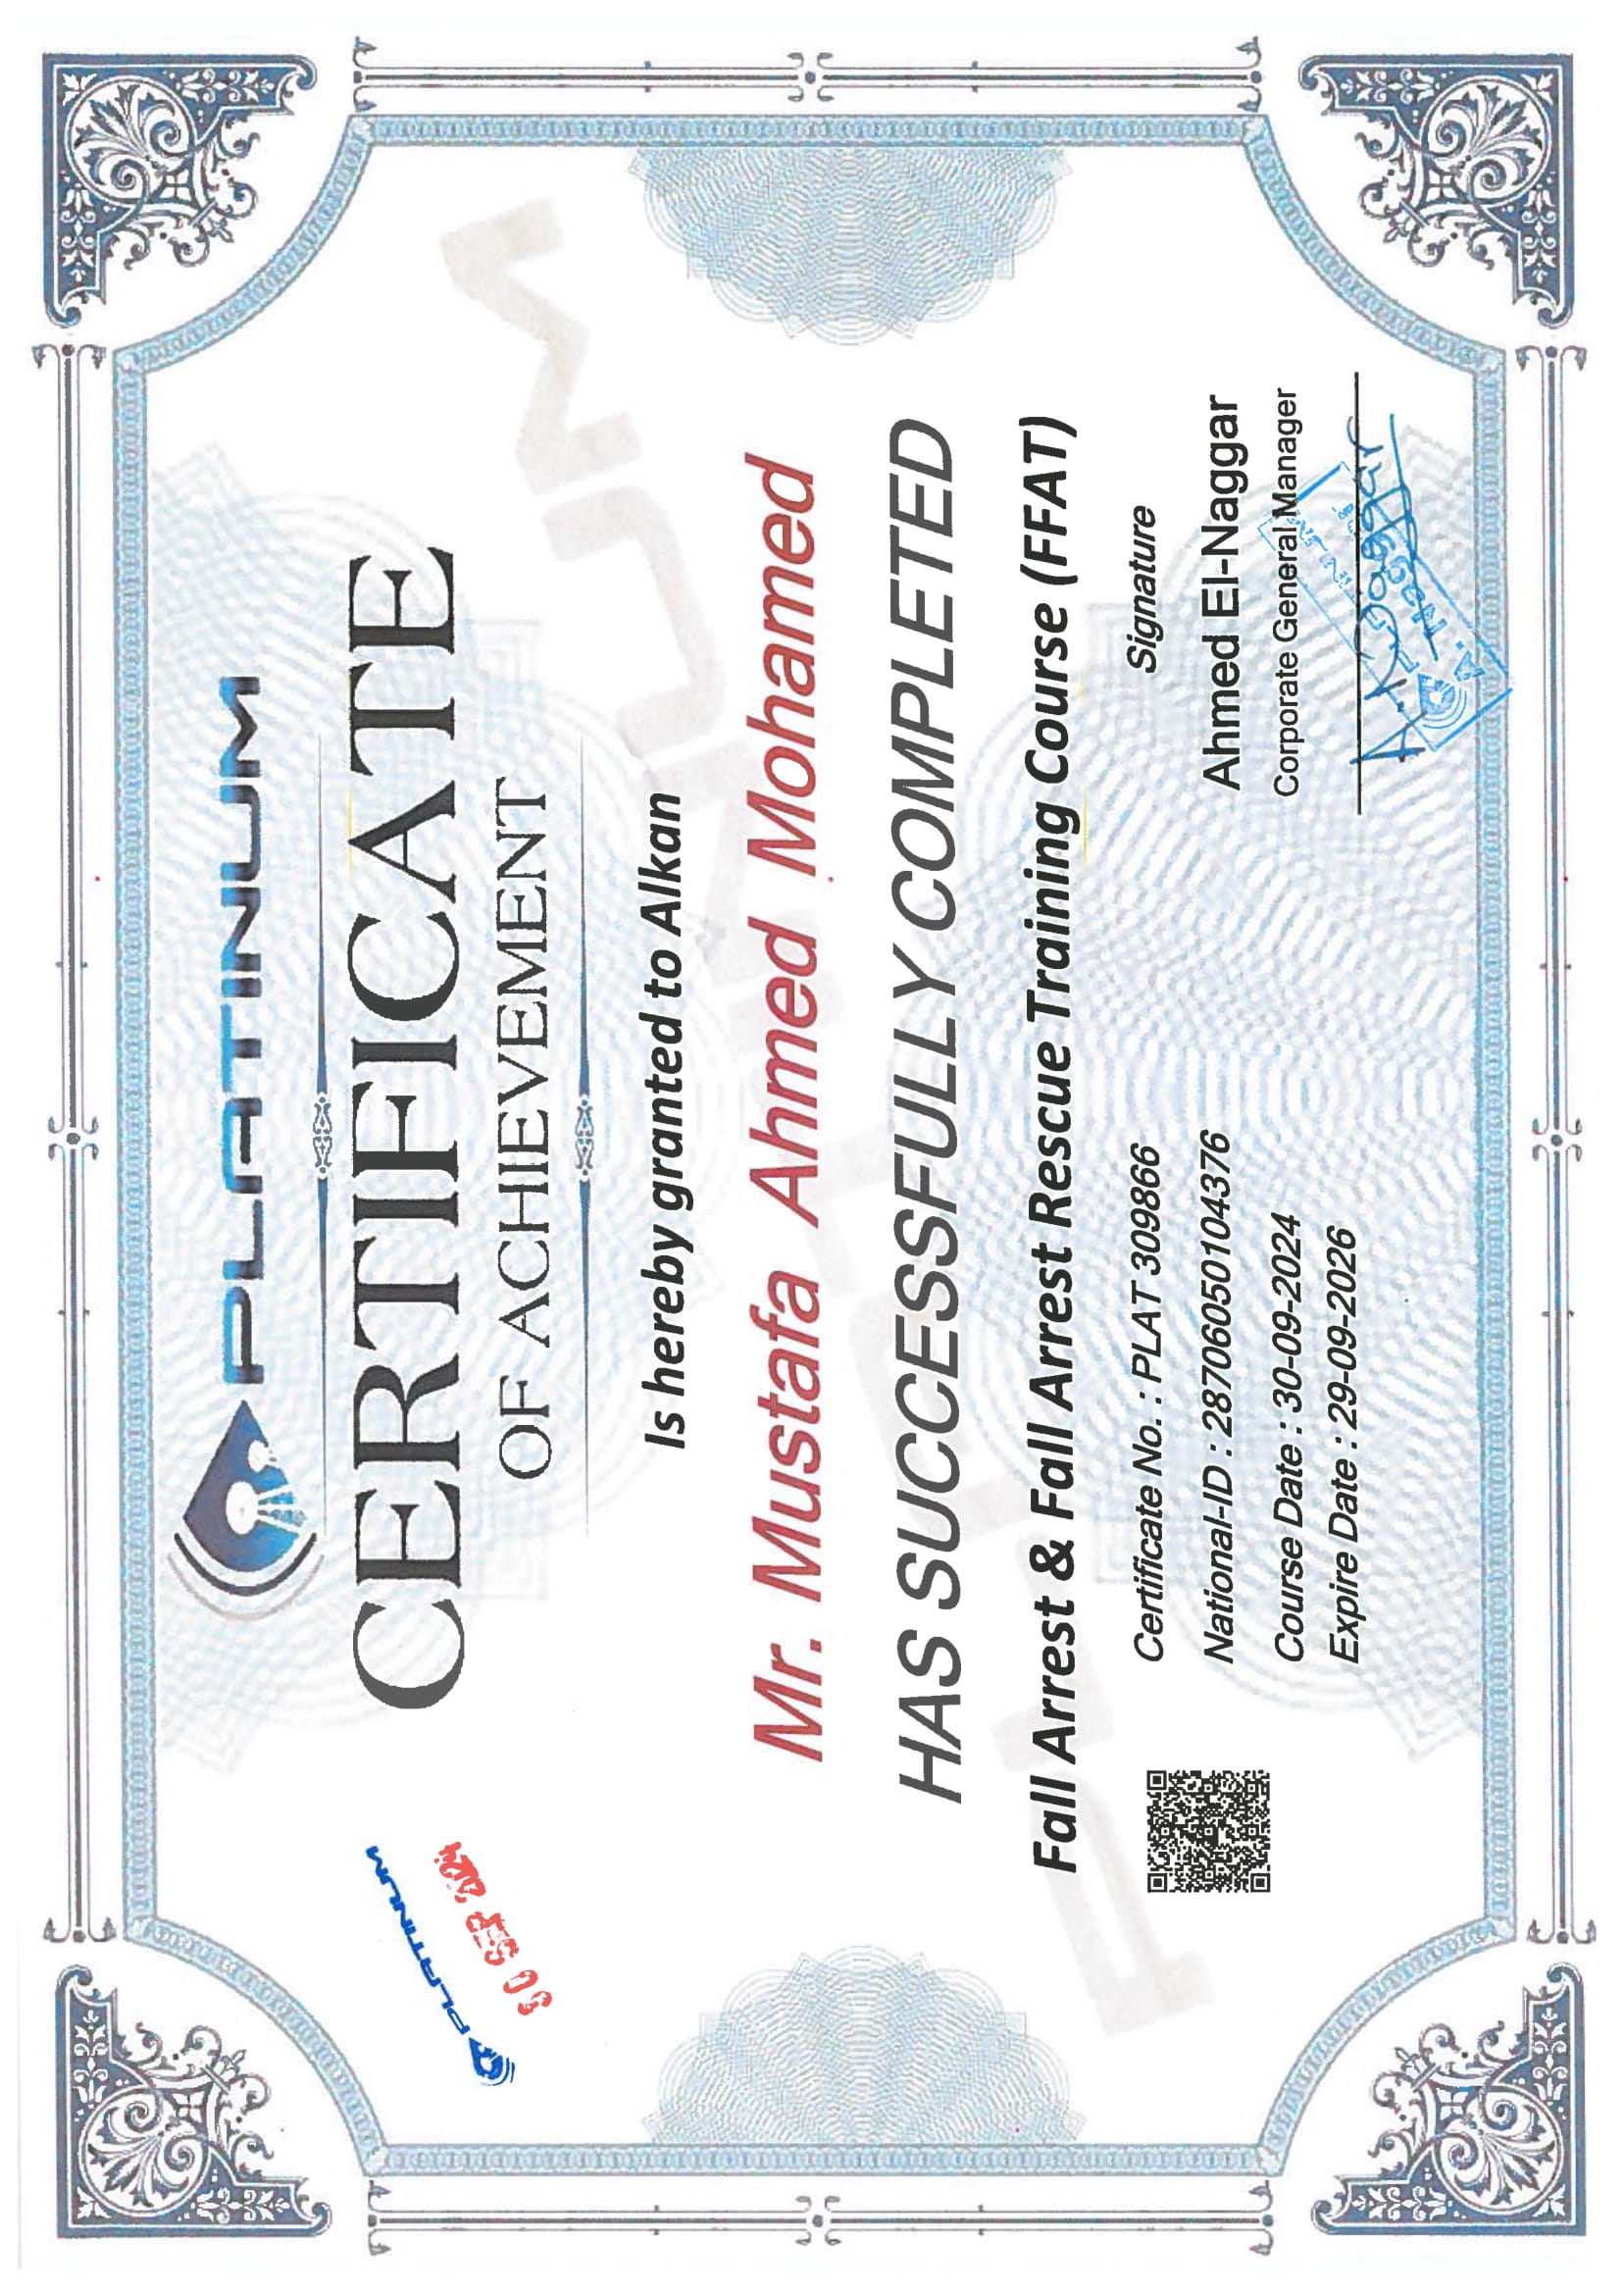 PLATINUM
CERTIFICATE
OF ACHIEVEMENT
PLATINUM
30 SEP 2024
Is hereby granted to Alkan
Mr. Mustafa Ahmed Mohamed
HAS SUCCESSFULLY COMPLETED
Fall Arrest & Fall Arrest Rescue Training Course (FFAT)
Certificate No. : PLAT 309866
National-ID : 28706050104376
Course Date : 30-09-2024
Expire Date : 29-09-2026
Signature
Ahmed El-Naggar
Corporate General Manager
A. Naggar
PLATINUM
A. Naggar
PLATINUM